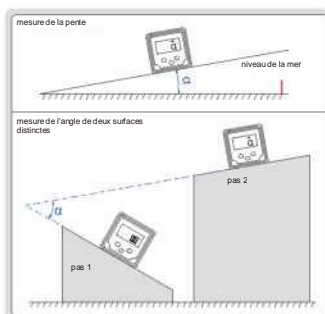 mesure de la pente
niveau de la mer
α
mesure de l'angle de deux surfaces
distinctes
pas 2
α
pas 1